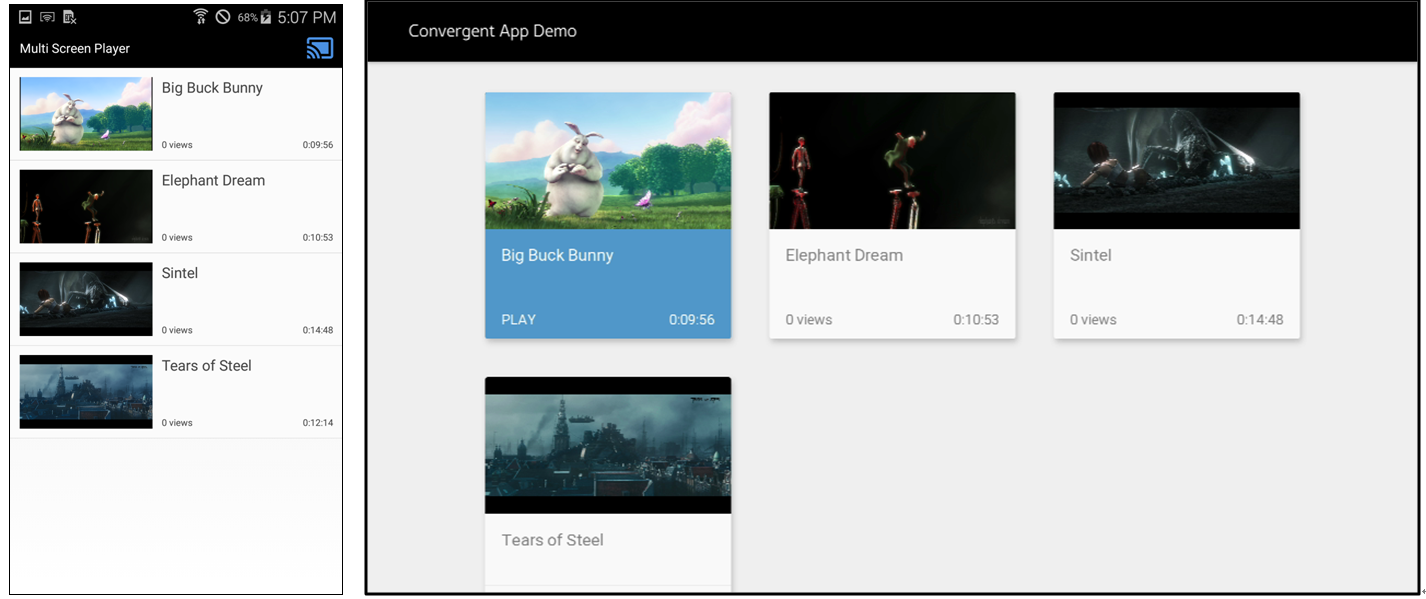 68% 5:07 PM
Multi Screen Player
Big Buck Bunny
0 views 0:09:56
Elephant Dream
0 views 0:10:53
Sintel
0 views 0:14:48
Tears of Steel
0 views 0:12:14
Convergent App Demo
Big Buck Bunny
PLAY 0:09:56
Elephant Dream
0 views 0:10:53
Sintel
0 views 0:14:48
Tears of Steel